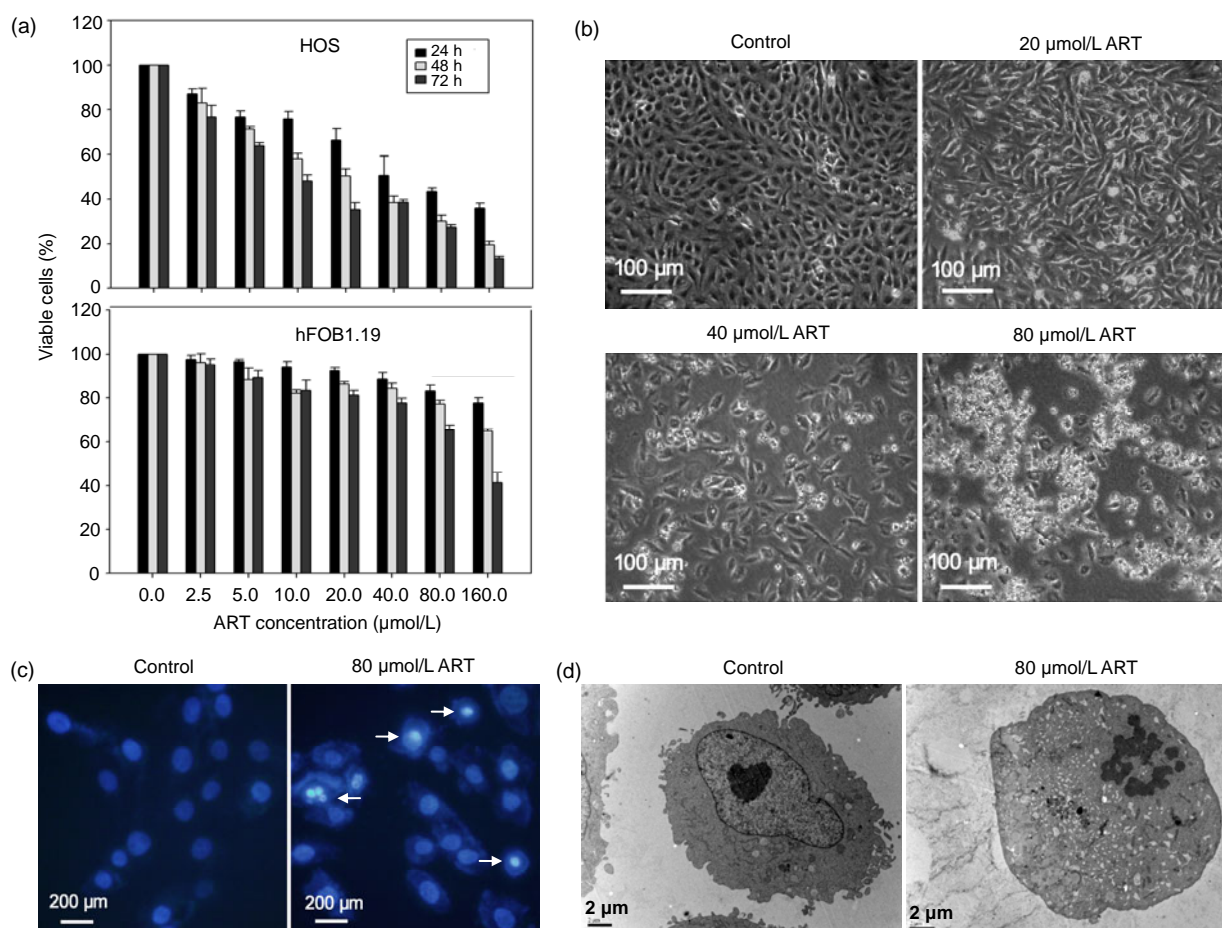 (a)
HOS
24 h
48 h
72 h
120
100
80
60
40
20
0
hFOB1.19
120
100
80
60
40
20
0
Viable cells (%)
0.0 2.5 5.0 10.0 20.0 40.0 80.0 160.0
ART concentration (µmol/L)
(b)
Control
20 µmol/L ART
100 µm
100 µm
40 µmol/L ART
80 µmol/L ART
100 µm
100 µm
(c)
Control
80 µmol/L ART
200 µm
200 µm
(d)
Control
80 µmol/L ART
2 µm
2 µm